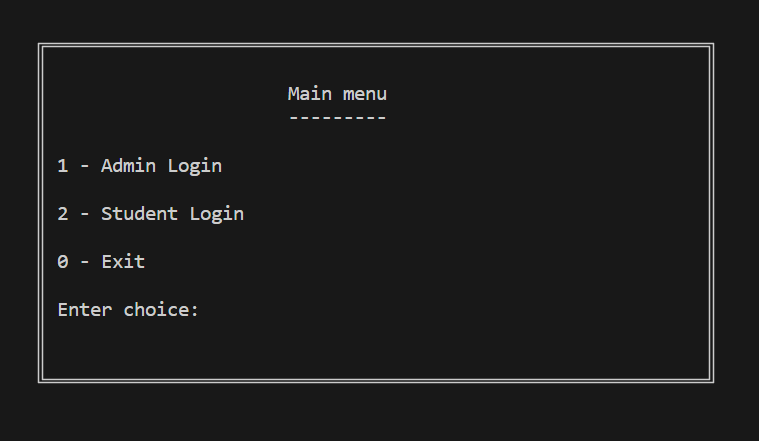 Main menu
---------
1 - Admin Login
2 - Student Login
0 - Exit
Enter choice: